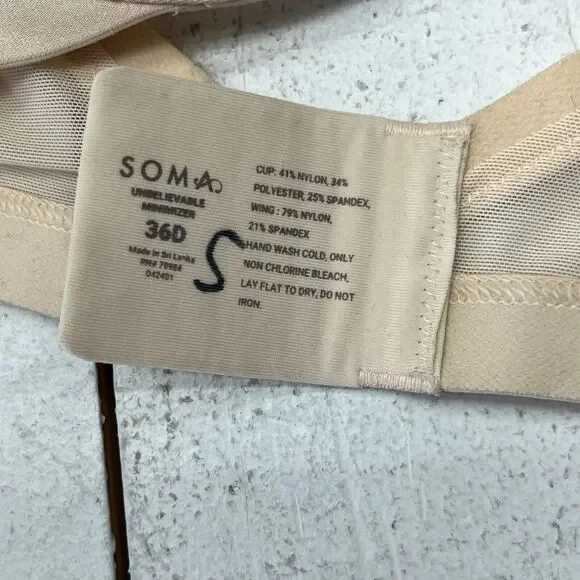 SOMA
UNBELIEVABLE
MINIMIZER
36D
Made in Sri Lanka
RN# 79984
042401
S
CUP: 41% NYLON, 34%
POLYESTER, 25% SPANDEX,
WING : 79% NYLON,
21% SPANDEX
HAND WASH COLD, ONLY
NON CHLORINE BLEACH,
LAY FLAT TO DRY, DO NOT
IRON.